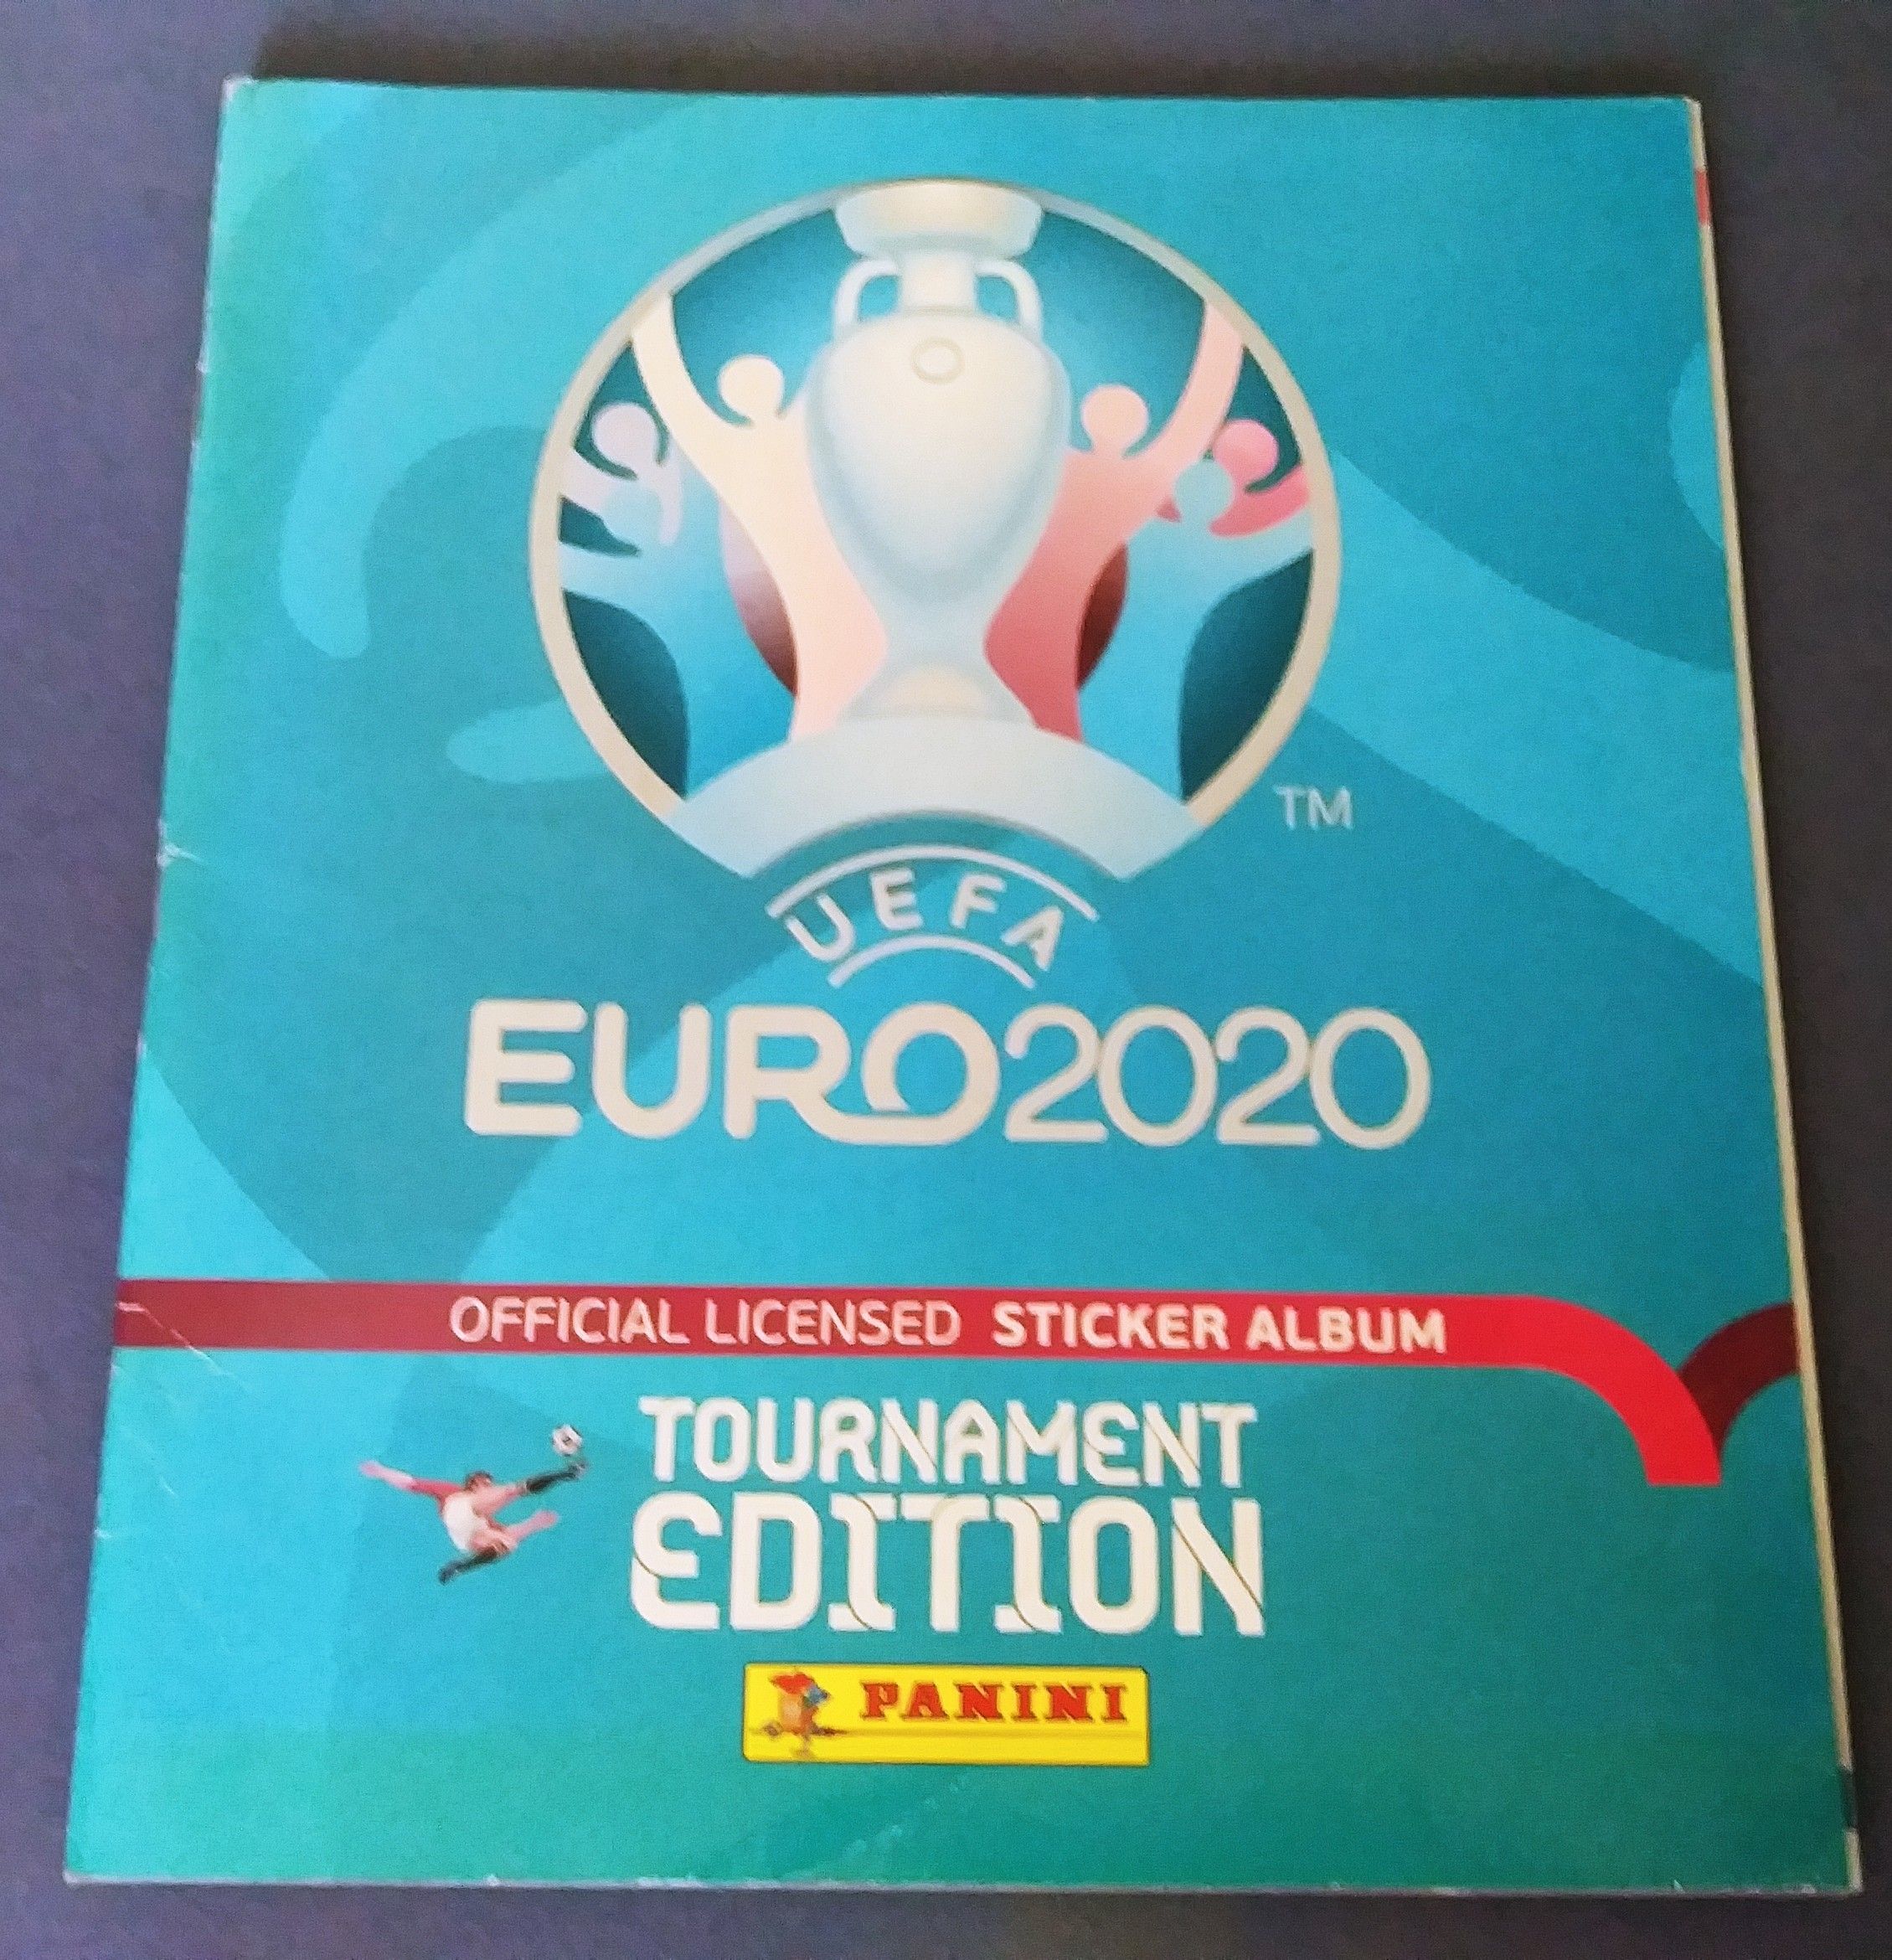 TM
UEFA
EURO2020
OFFICIAL LICENSED STICKER ALBUM
TOURNAMENT
EDITION
PANINI